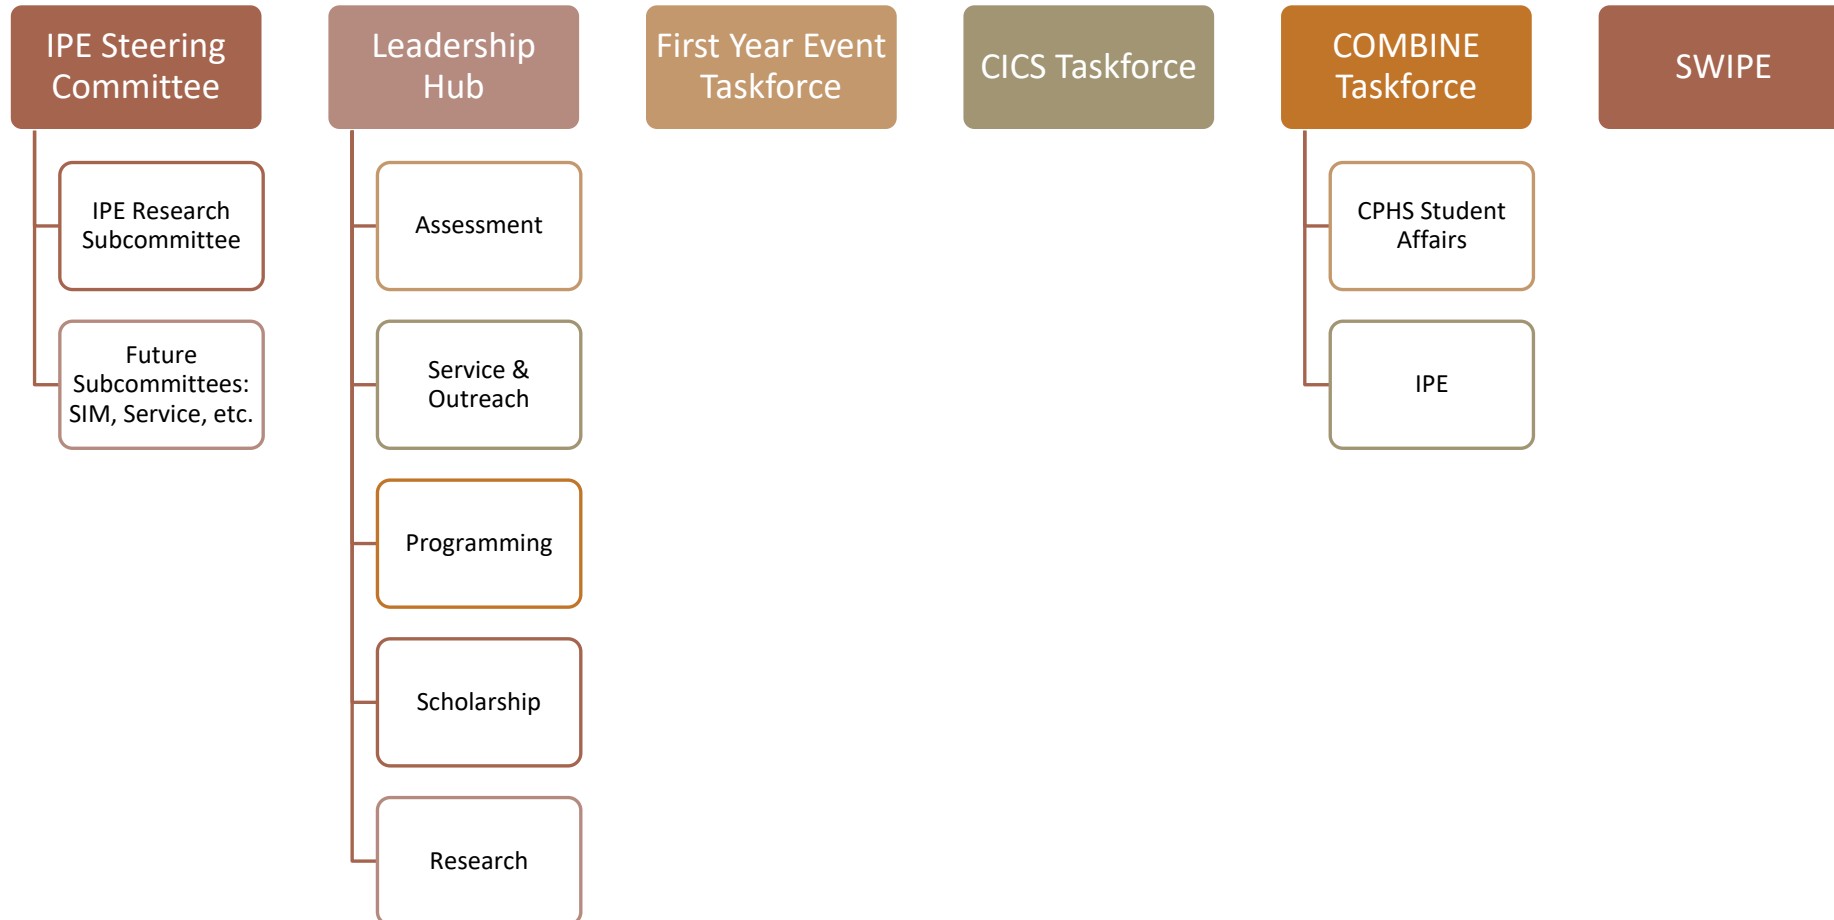 IPE Steering
Committee
Leadership
Hub
First Year Event
Taskforce
CICS Taskforce
COMBINE
Taskforce
SWIPE
IPE Research
Subcommittee
Future
Subcommittees:
SIM, Service, etc.
Assessment
Service &
Outreach
Programming
Scholarship
Research
CPHS Student
Affairs
IPE